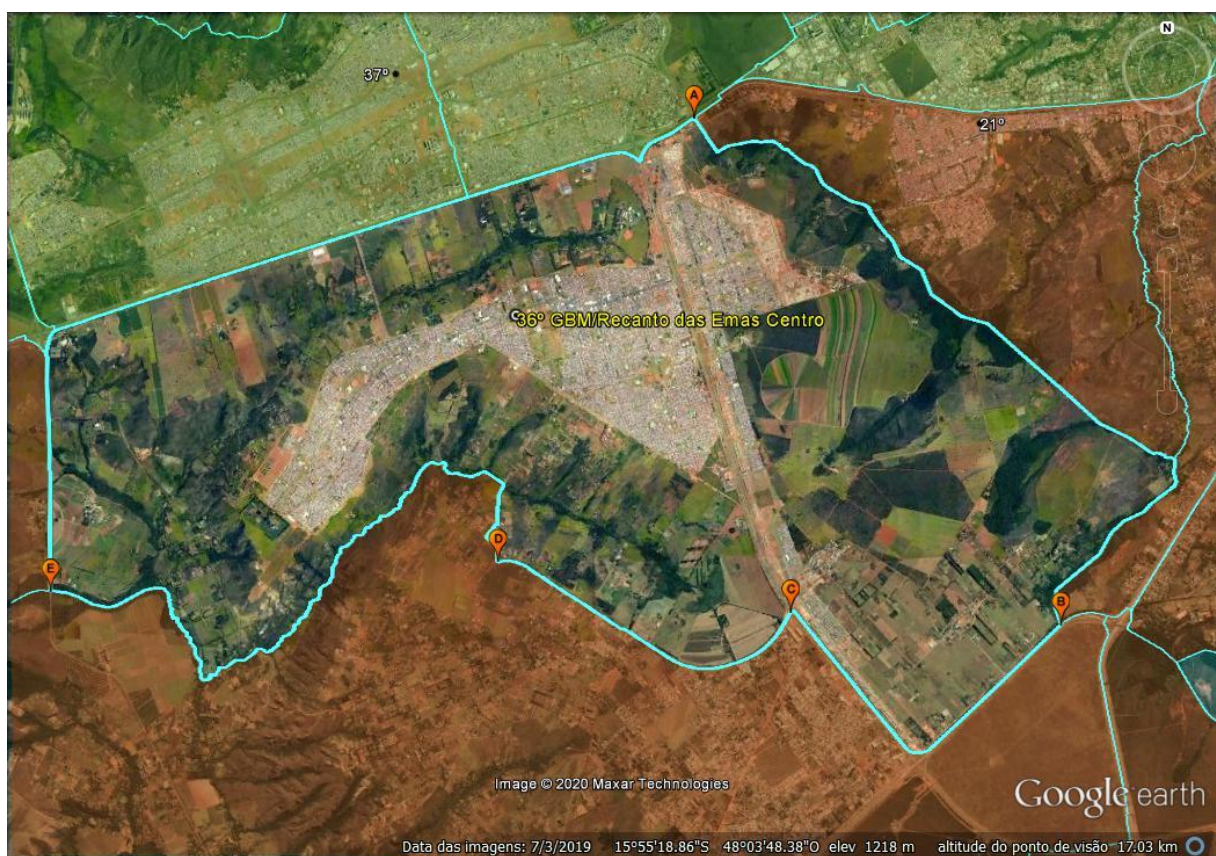 N
37º
A
21º
36º GBM/Recanto das Emas Centro
D
E
C
B
Image © 2020 Maxar Technologies
Google earth
Data das imagens: 7/3/2019 15°55'18.86"S 48°03'48.38"O elev 1218 m altitude do ponto de visão 17.03 km